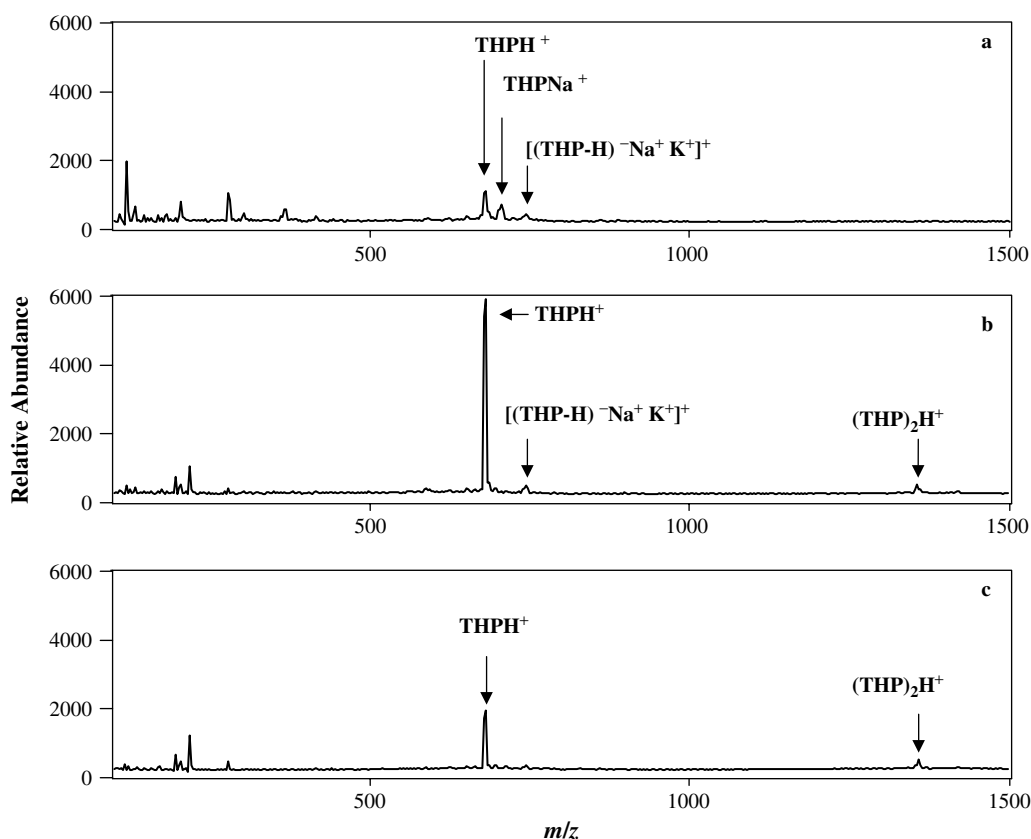 6000
a
THPH⁺
THPNa⁺
4000
[(THP-H)⁻Na⁺ K⁺]⁺
2000
0
500 1000 1500
Relative Abundance
6000
b
THPH⁺
4000
[(THP-H)⁻Na⁺ K⁺]⁺
(THP)₂H⁺
2000
0
500 1000 1500
6000
c
THPH⁺
4000
(THP)₂H⁺
2000
0
500 1000 1500
m/z